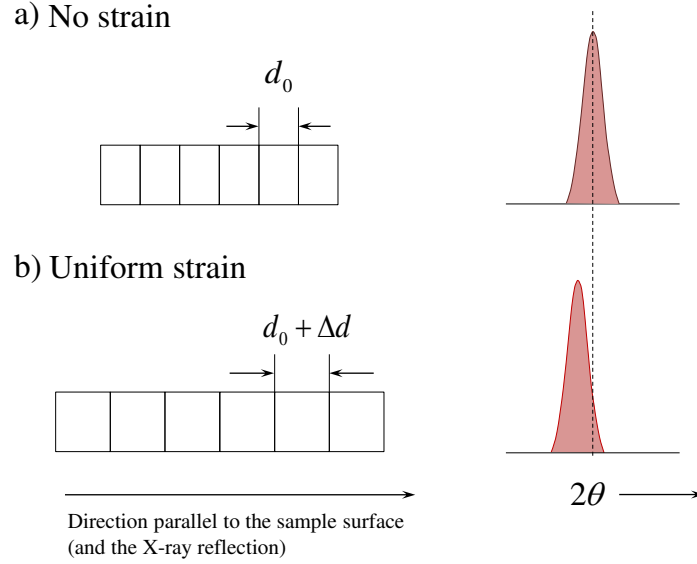 a) No strain
d₀
b) Uniform strain
d₀ + Δd
2θ
Direction parallel to the sample surface
(and the X-ray reflection)